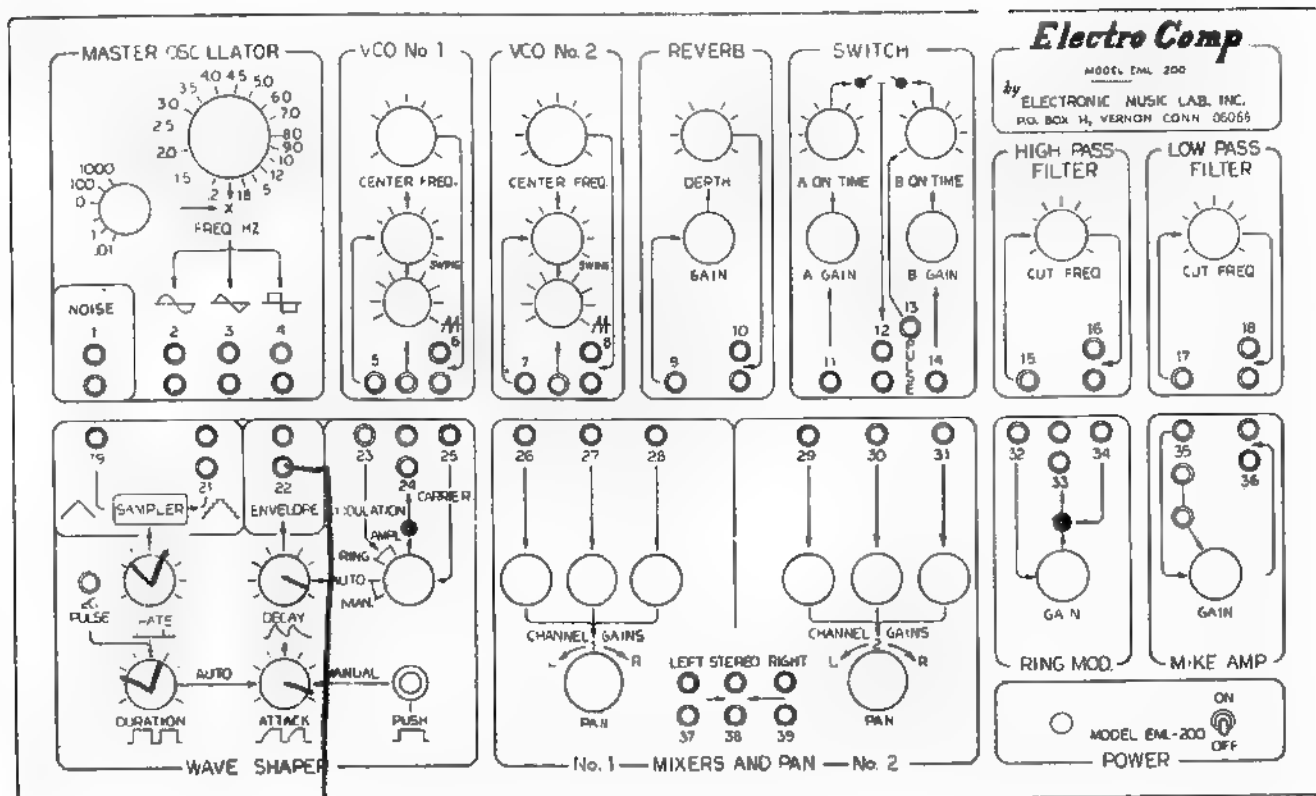 Electro Comp
MODEL EML 200
by
ELECTRONIC MUSIC LAB. INC.
P.O. BOX H, VERNON CONN 06066
MASTER OSCILLATOR
4.0 4.5
3.5 5.0
3.0 6.0
7.0
2.5 8.0
9.0
2.0 10
12
1.5 .2 18 5
1000
100
0
1
.01
X
FREQ HZ
NOISE
1 2 3 4
VCO No. 1
CENTER FREQ.
SWING
5 6
VCO No. 2
CENTER FREQ.
SWING
7 8
REVERB
DEPTH
GAIN
9 10
SWITCH
A ON TIME B ON TIME
A GAIN B GAIN
11 12 13 14
PULSE
HIGH PASS
FILTER
CUT FREQ
15 16
LOW PASS
FILTER
CUT FREQ
17 18
19 21
SAMPLER
22
ENVELOPE
23 24 25
CARRIER
AMPL
RING
AUTO
MAN.
PULSE
DECAY
DURATION
AUTO
ATTACK
PUSH
WAVE SHAPER
26 27 28
29 30 31
CHANNEL GAINS
1
L R
PAN
CHANNEL GAINS
2
L R
PAN
LEFT STEREO RIGHT
37 38 39
No. 1 MIXERS AND PAN No. 2
32 33 34
GAIN
RING MOD.
35 36
GAIN
MIKE AMP
ON
MODEL EML-200
OFF
POWER